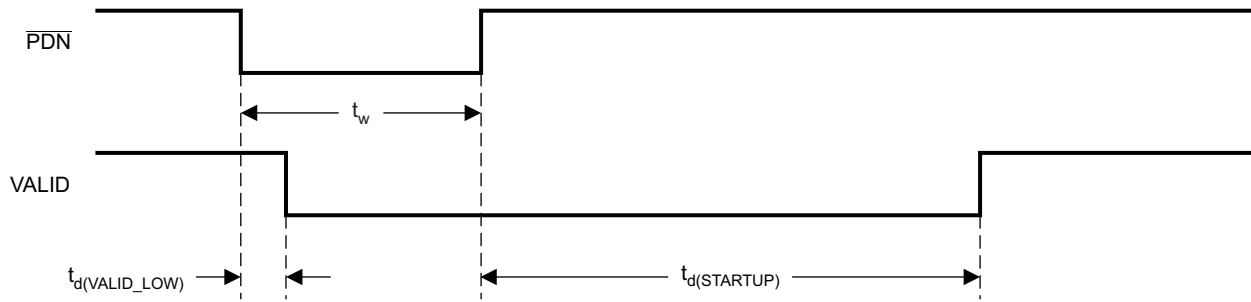 PDN
t_w
VALID
t_d(VALID_LOW)
t_d(STARTUP)